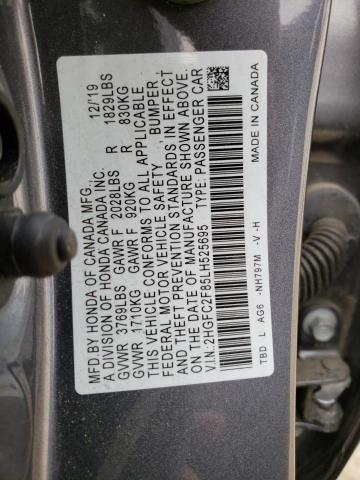 MFD. BY HONDA OF CANADA MFG., 12/'19
A DIVISION OF HONDA CANADA INC.
GVWR 3769LBS GAWR F 2028LBS R 1829LBS
GVWR 1710KG GAWR F 920KG R 830KG
THIS VEHICLE CONFORMS TO ALL APPLICABLE
FEDERAL MOTOR VEHICLE SAFETY, BUMPER,
AND THEFT PREVENTION STANDARDS IN EFFECT
ON THE DATE OF MANUFACTURE SHOWN ABOVE.
V.I.N.: 2HGFC2F85LH525695 TYPE: PASSENGER CAR
TBD L AG6 -NH797M -V -H
MADE IN CANADA